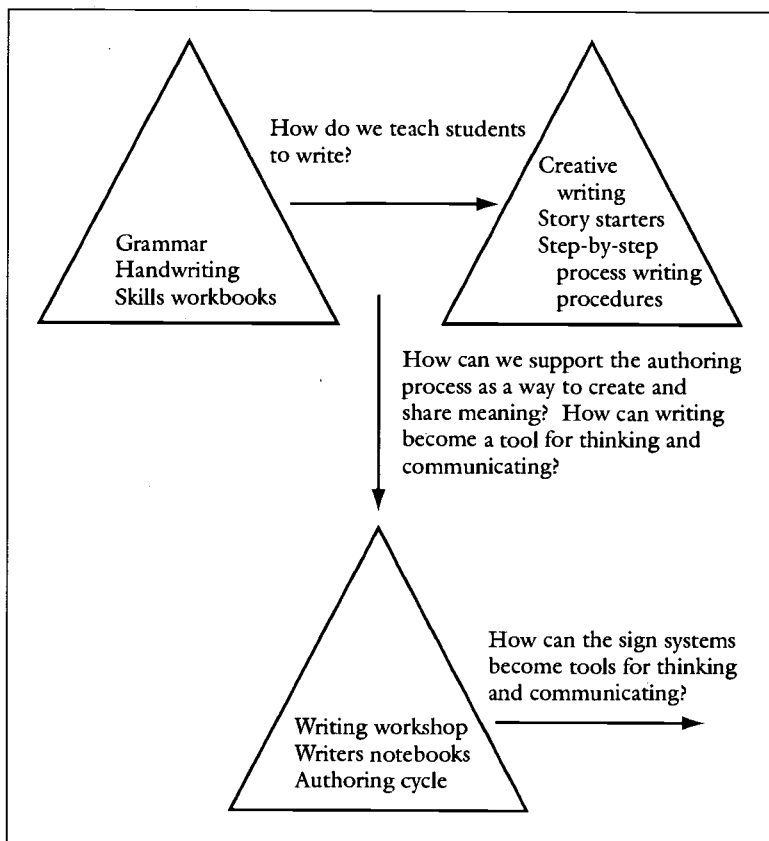 How do we teach students
to write?
Grammar
Handwriting
Skills workbooks
Creative
writing
Story starters
Step-by-step
process writing
procedures
How can we support the authoring
process as a way to create and
share meaning? How can writing
become a tool for thinking and
communicating?
How can the sign systems
become tools for thinking
and communicating?
Writing workshop
Writers notebooks
Authoring cycle